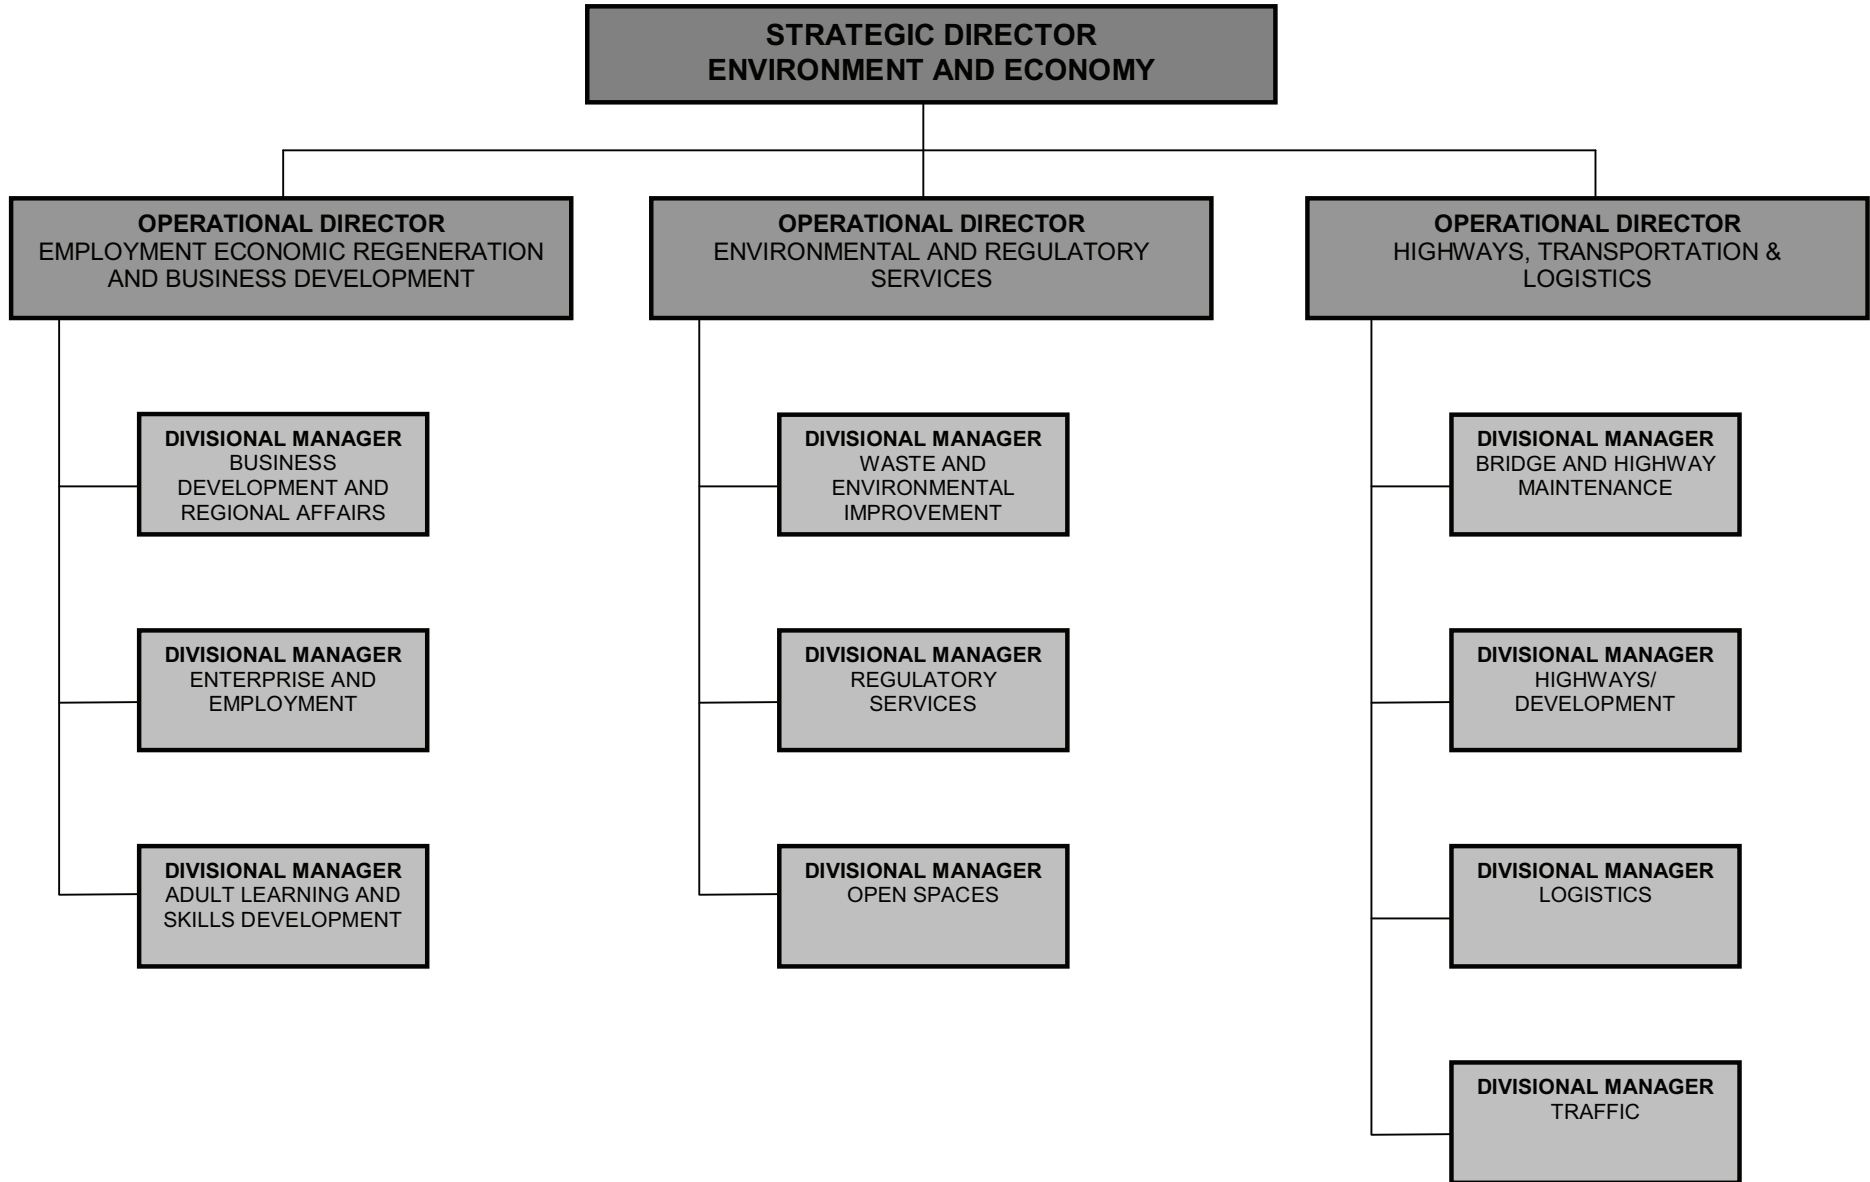 STRATEGIC DIRECTOR
ENVIRONMENT AND ECONOMY
OPERATIONAL DIRECTOR
EMPLOYMENT ECONOMIC REGENERATION
AND BUSINESS DEVELOPMENT
DIVISIONAL MANAGER
BUSINESS
DEVELOPMENT AND
REGIONAL AFFAIRS
DIVISIONAL MANAGER
ENTERPRISE AND
EMPLOYMENT
DIVISIONAL MANAGER
ADULT LEARNING AND
SKILLS DEVELOPMENT
OPERATIONAL DIRECTOR
ENVIRONMENTAL AND REGULATORY
SERVICES
DIVISIONAL MANAGER
WASTE AND
ENVIRONMENTAL
IMPROVEMENT
DIVISIONAL MANAGER
REGULATORY
SERVICES
DIVISIONAL MANAGER
OPEN SPACES
OPERATIONAL DIRECTOR
HIGHWAYS, TRANSPORTATION &
LOGISTICS
DIVISIONAL MANAGER
BRIDGE AND HIGHWAY
MAINTENANCE
DIVISIONAL MANAGER
HIGHWAYS/
DEVELOPMENT
DIVISIONAL MANAGER
LOGISTICS
DIVISIONAL MANAGER
TRAFFIC